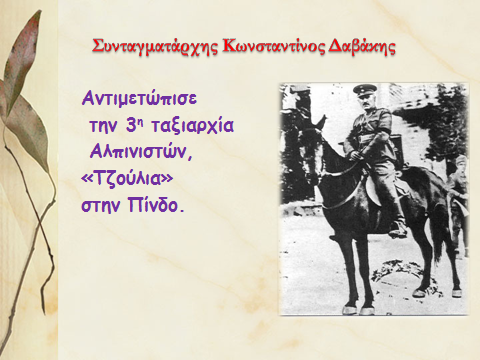 Συνταγματάρχης Κωνσταντίνος Δαβάκης
Αντιμετώπισε
την 3η ταξιαρχία
Αλπινιστών,
«Τζούλια»
στην Πίνδο.